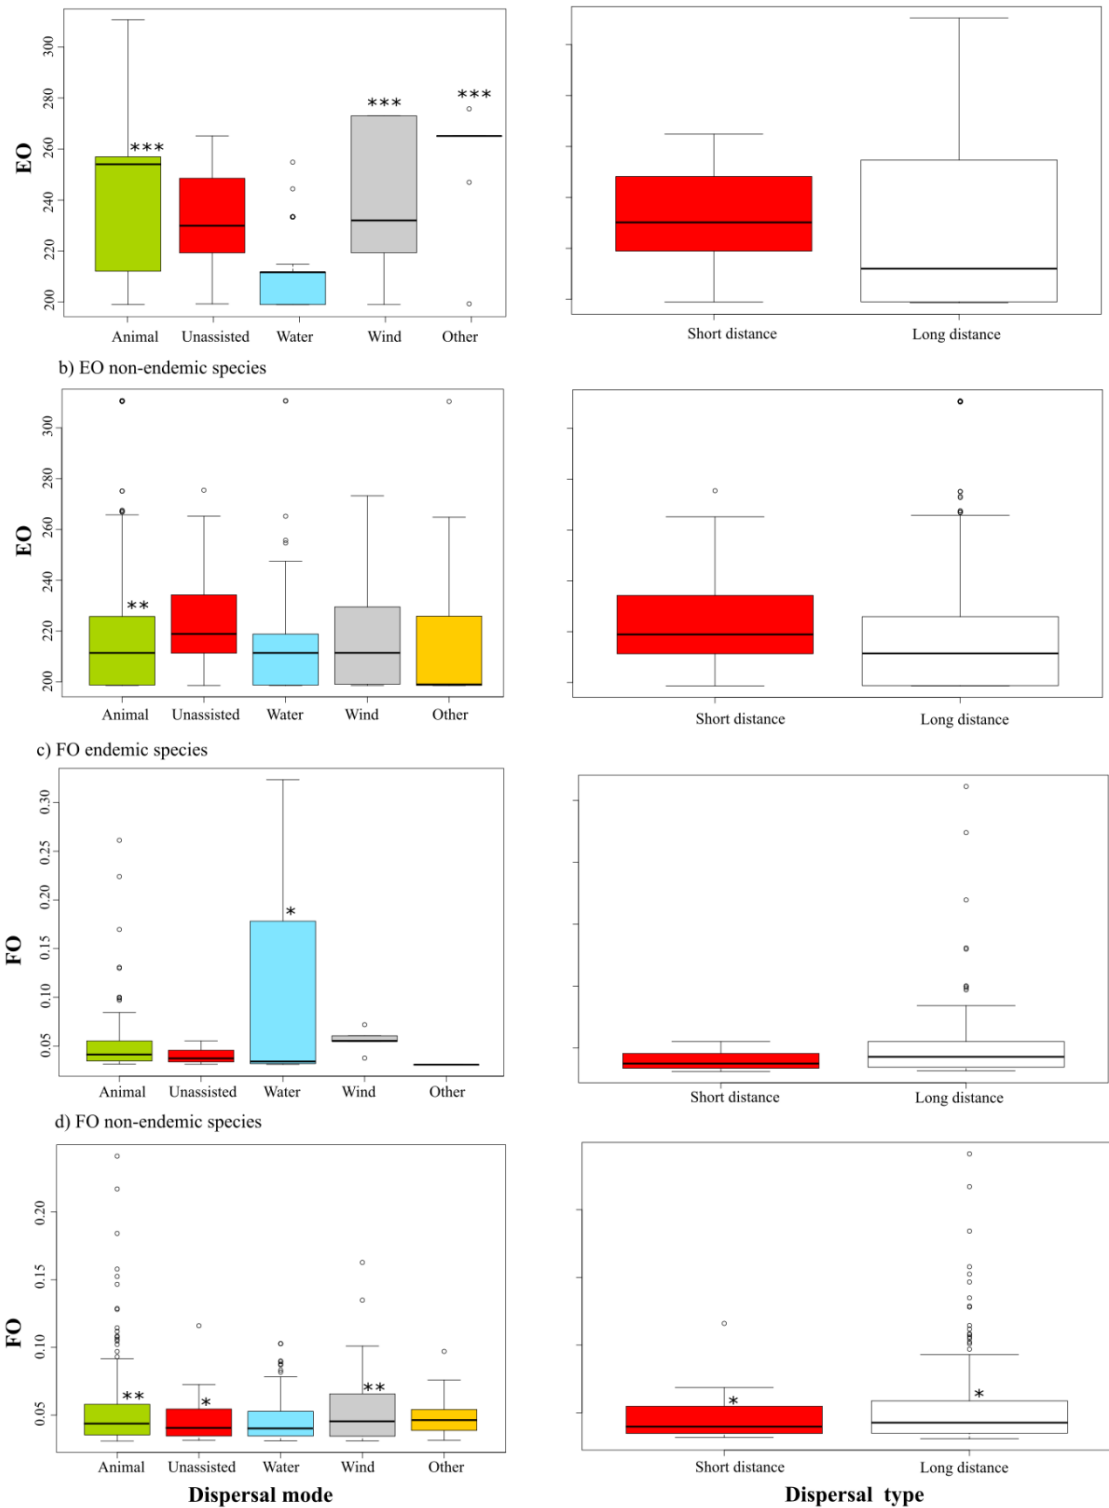 300
280
260
240
220
200
EO
***
***
***
Animal Unassisted Water Wind Other
Short distance Long distance
b) EO non-endemic species
300
280
260
240
220
200
EO
**
Animal Unassisted Water Wind Other
Short distance Long distance
c) FO endemic species
0.30
0.25
0.20
0.15
0.10
0.05
FO
*
Animal Unassisted Water Wind Other
Short distance Long distance
d) FO non-endemic species
0.20
0.15
0.10
0.05
FO
**
*
**
*
*
Animal Unassisted Water Wind Other
Short distance Long distance
Dispersal mode
Dispersal type